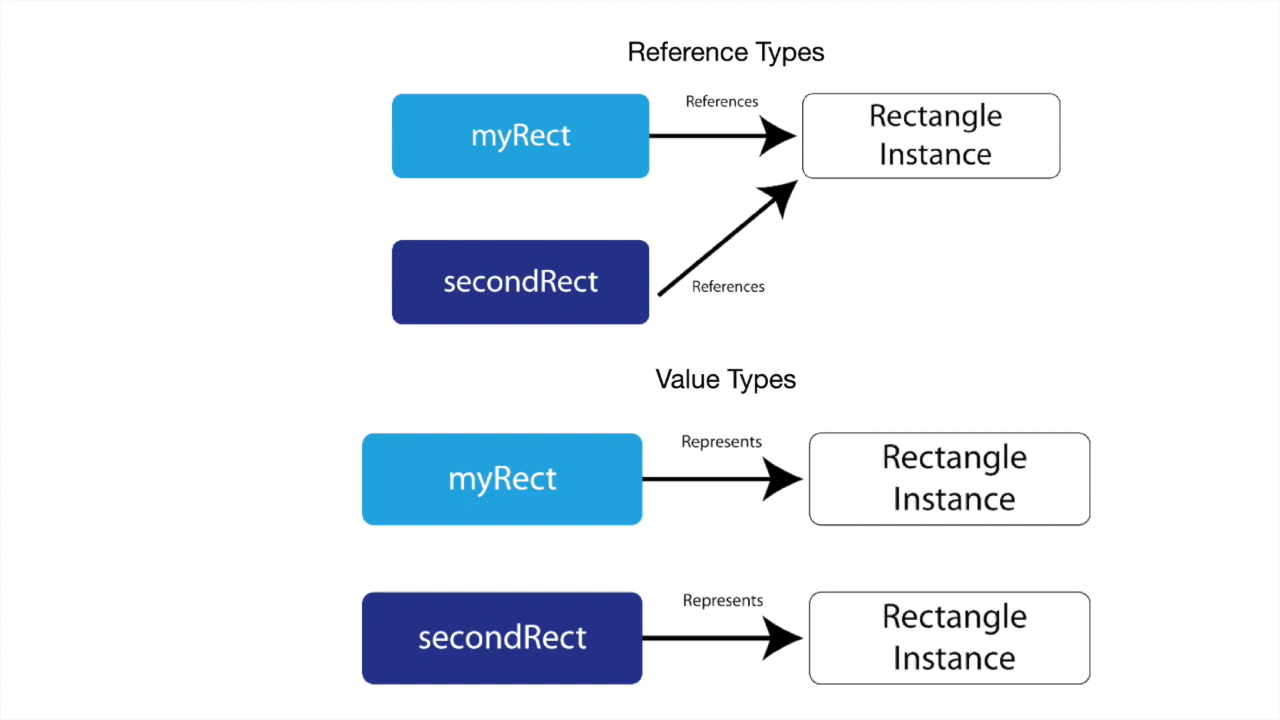 Reference Types
myRect
References
Rectangle
Instance
secondRect
References
Value Types
myRect
Represents
Rectangle
Instance
secondRect
Represents
Rectangle
Instance